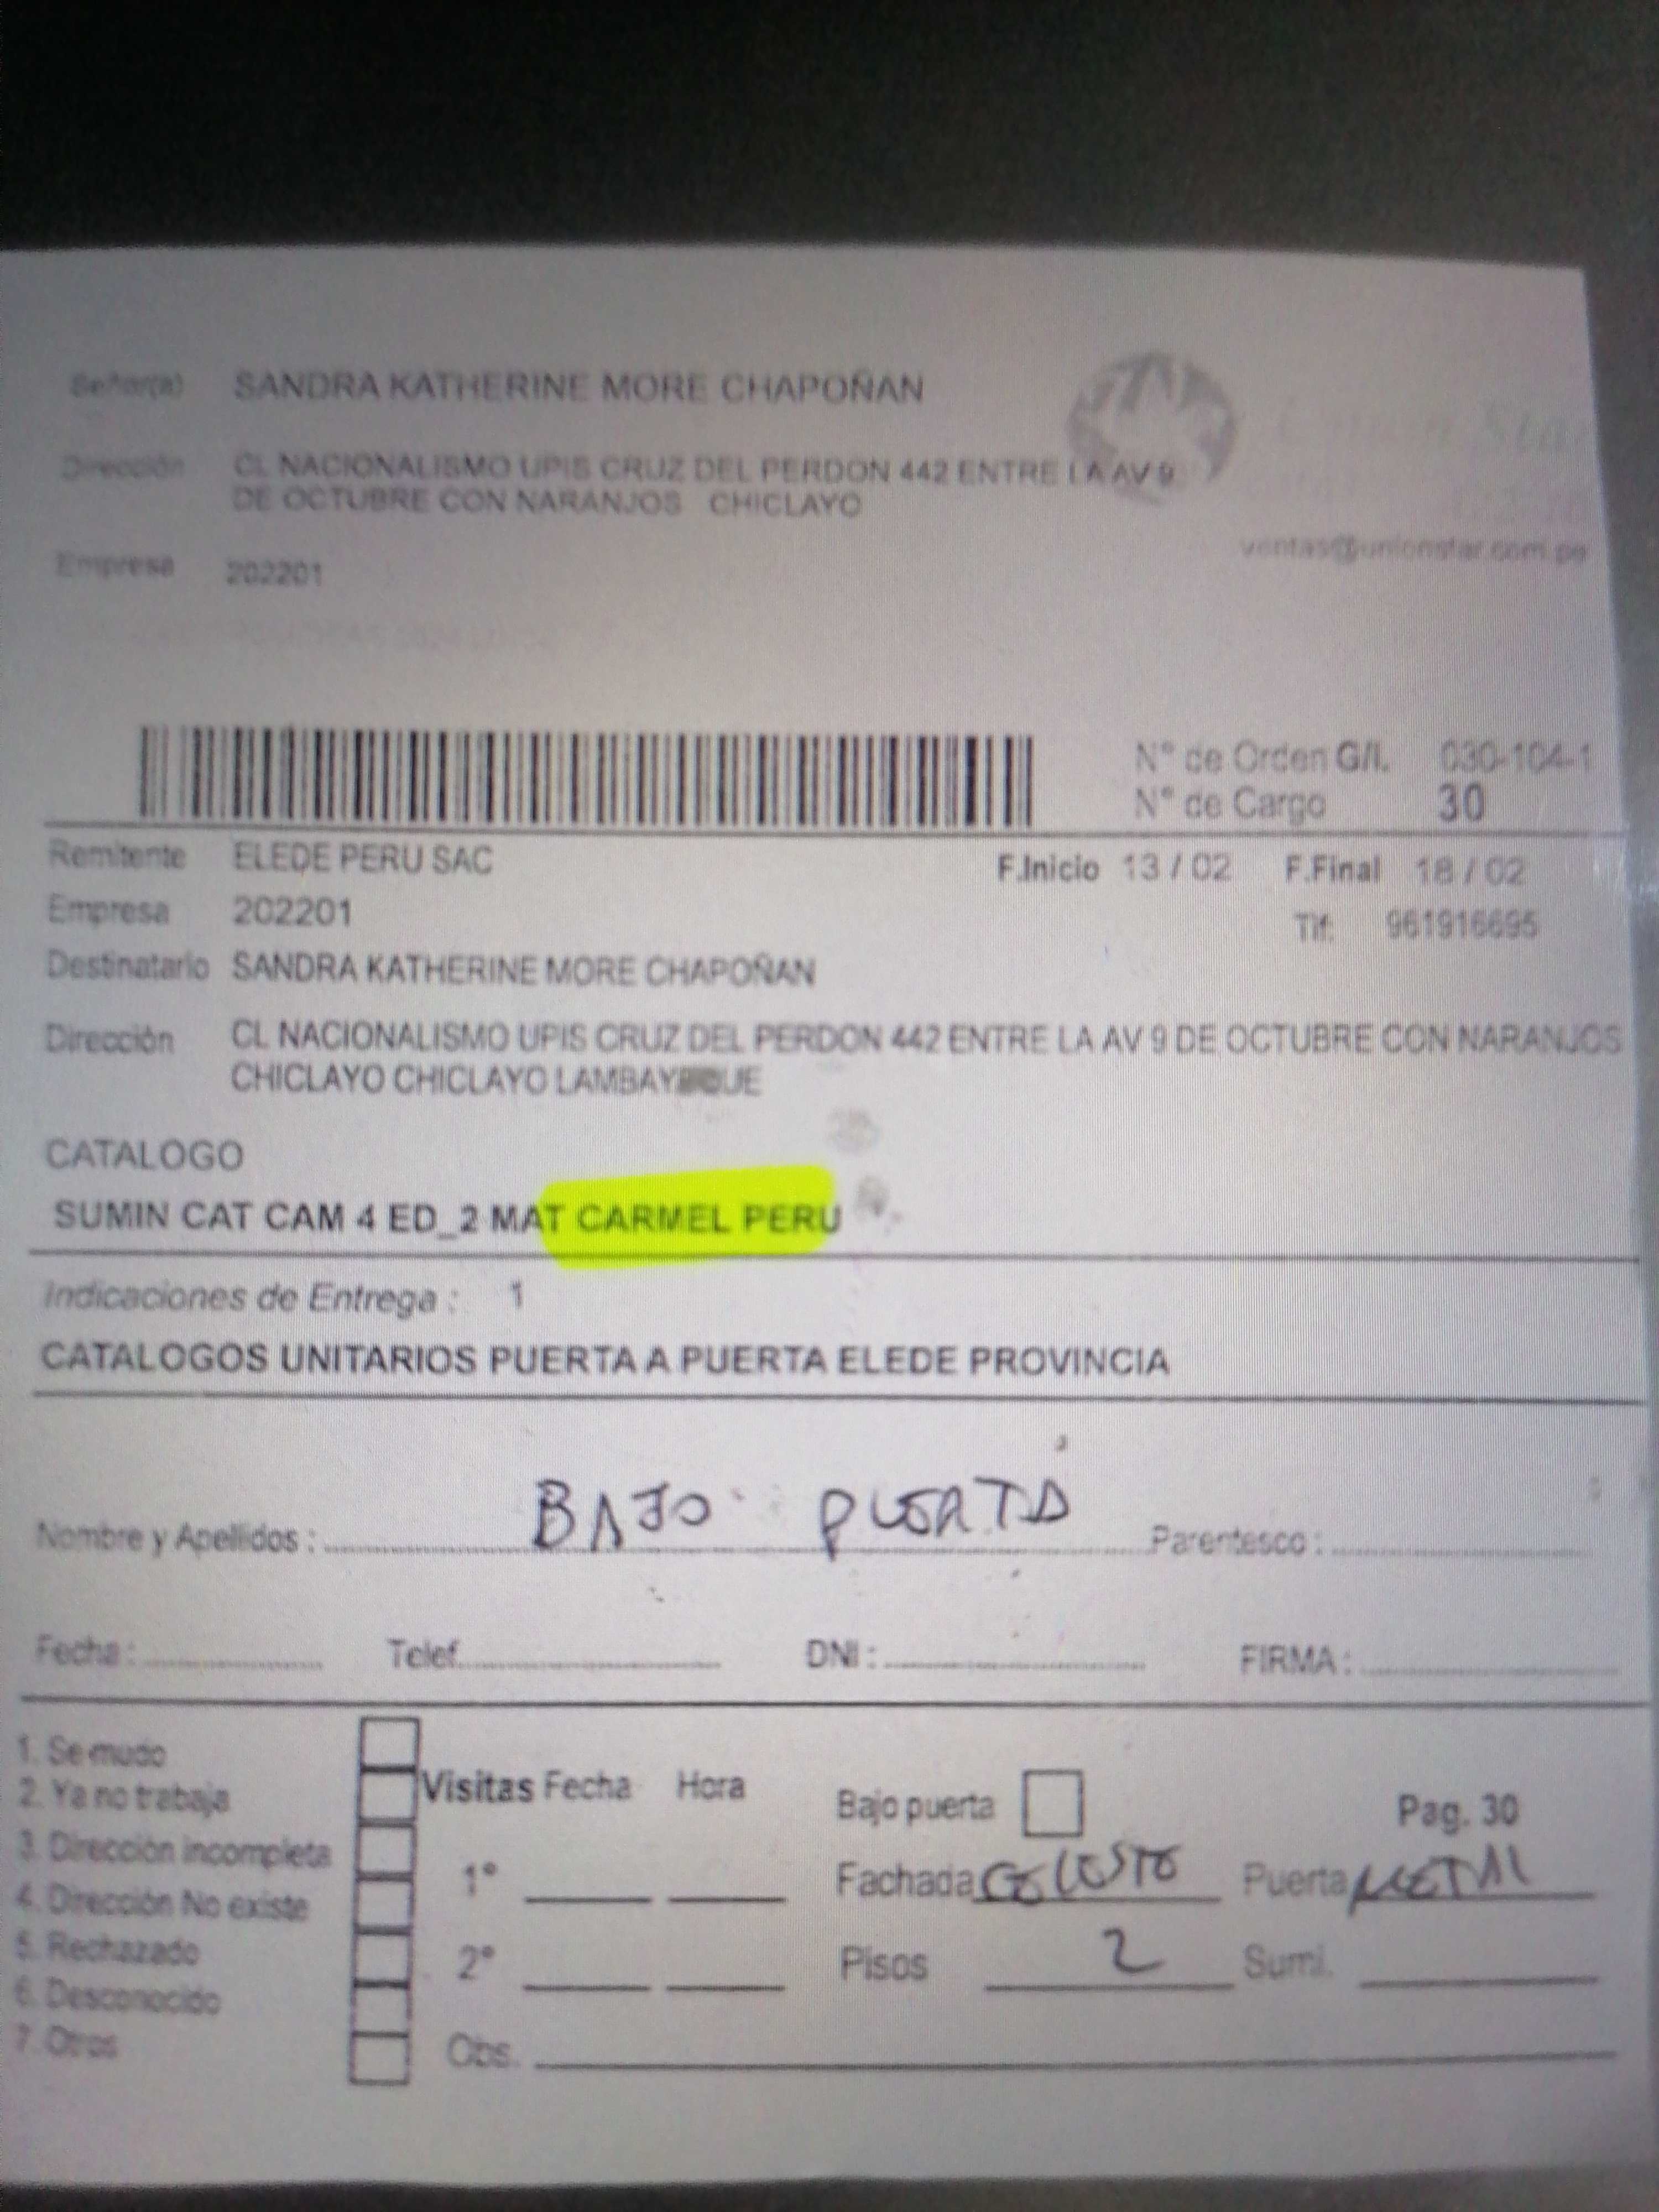 Señor(a) SANDRA KATHERINE MORE CHAPOÑAN
Dirección CL NACIONALISMO UPIS CRUZ DEL PERDON 442 ENTRE LA AV 9
DE OCTUBRE CON NARANJOS CHICLAYO
ventas@unionstar.com.pe
Empresa 202201
N° de Orden G/I. 030-104-1
N° de Cargo 30
Remitente ELEDE PERU SAC F.Inicio 13 / 02 F.Final 18 / 02
Empresa 202201 Tlf: 961916695
Destinatario SANDRA KATHERINE MORE CHAPOÑAN
Dirección CL NACIONALISMO UPIS CRUZ DEL PERDON 442 ENTRE LA AV 9 DE OCTUBRE CON NARANJOS
CHICLAYO CHICLAYO LAMBAYEQUE
CATALOGO
SUMIN CAT CAM 4 ED_2 MAT CARMEL PERU
Indicaciones de Entrega : 1
CATALOGOS UNITARIOS PUERTA A PUERTA ELEDE PROVINCIA
Nombre y Apellidos : BAJO PUERTA Parentesco :
Fecha : Telef. DNI : FIRMA :
1. Se mudo
2. Ya no trabaja
3. Dirección incompleta
4. Dirección No existe
5. Rechazado
6. Desconocido
7. Otros
Visitas Fecha Hora
1°
2°
Obs.
Bajo puerta Pag. 30
Fachada CELESTE Puerta METAL
Pisos 2 Sumi.